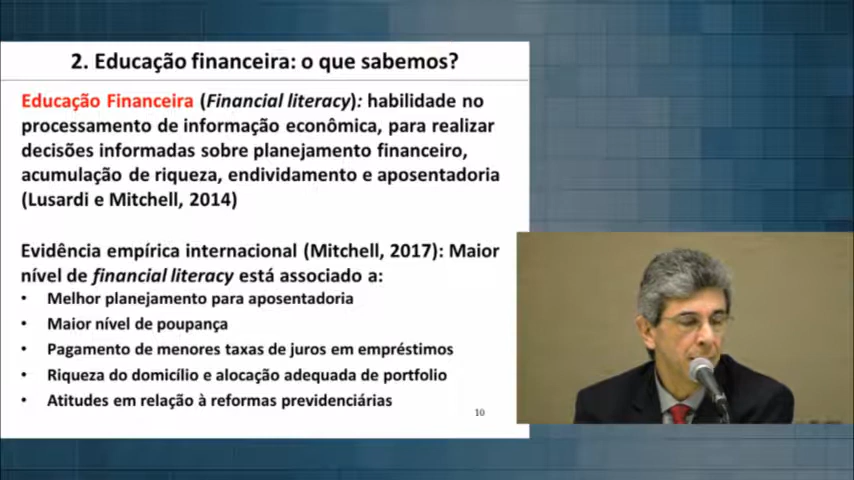 2. Educação financeira: o que sabemos?
Educação Financeira (Financial literacy): habilidade no
processamento de informação econômica, para realizar
decisões informadas sobre planejamento financeiro,
acumulação de riqueza, endividamento e aposentadoria
(Lusardi e Mitchell, 2014)
Evidência empírica internacional (Mitchell, 2017): Maior
nível de financial literacy está associado a:
• Melhor planejamento para aposentadoria
• Maior nível de poupança
• Pagamento de menores taxas de juros em empréstimos
• Riqueza do domicílio e alocação adequada de portfolio
• Atitudes em relação à reformas previdenciárias
10